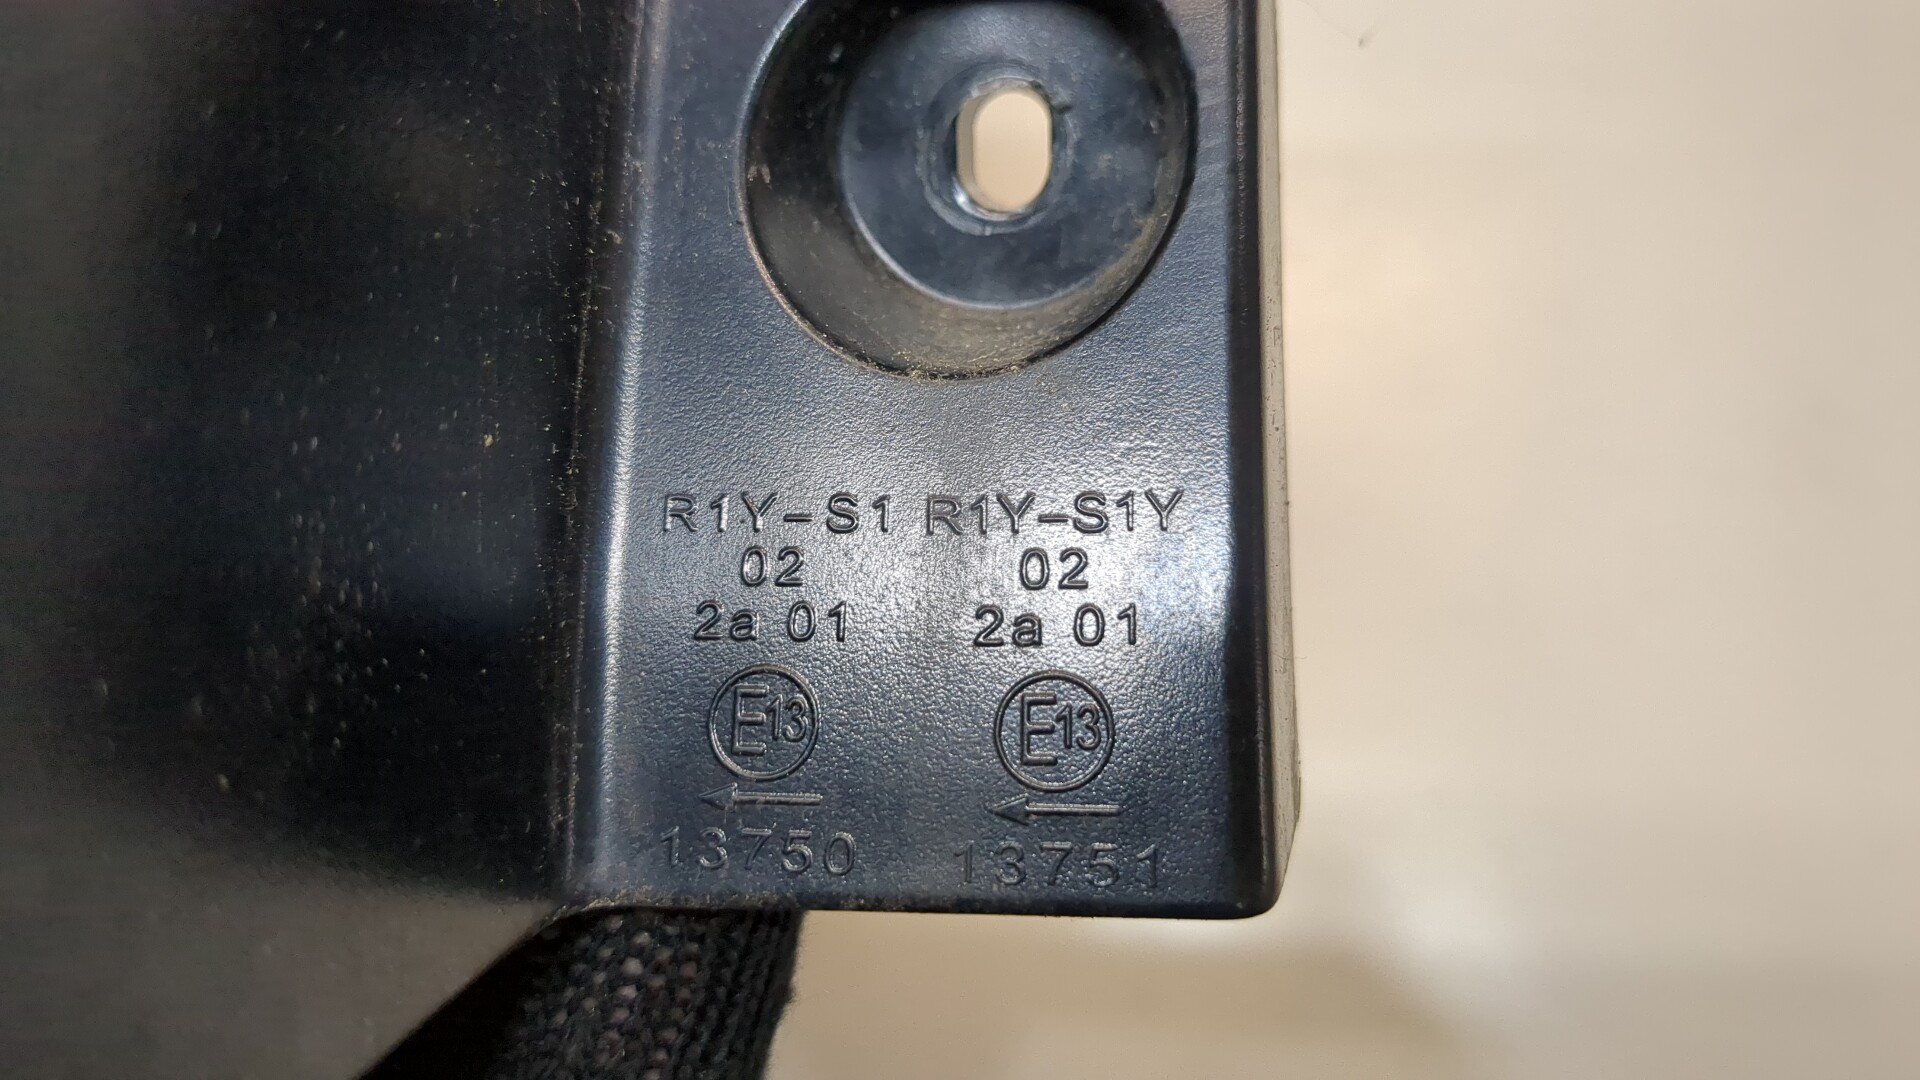 R1Y-S1 R1Y-S1Y
02 02
2a 01 2a 01
E13 E13
13750 13751